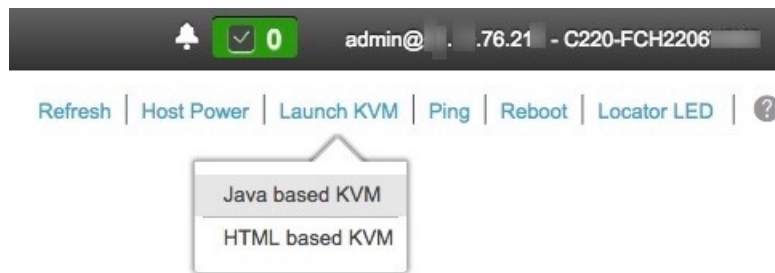 0 admin@ . .76.21 - C220-FCH2206
Refresh | Host Power | Launch KVM | Ping | Reboot | Locator LED | ?
Java based KVM
HTML based KVM